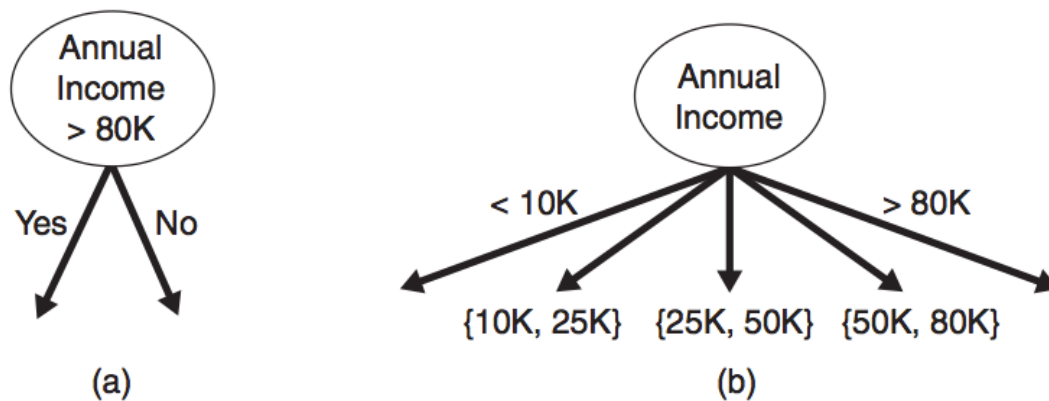 Annual
Income
> 80K
Yes
No
(a)
Annual
Income
< 10K
> 80K
{10K, 25K}
{25K, 50K}
{50K, 80K}
(b)